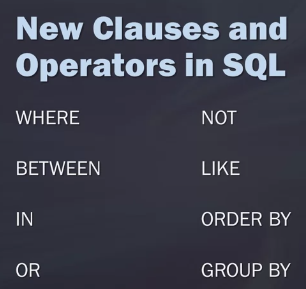 New Clauses and
Operators in SQL
WHERE
BETWEEN
IN
OR
NOT
LIKE
ORDER BY
GROUP BY